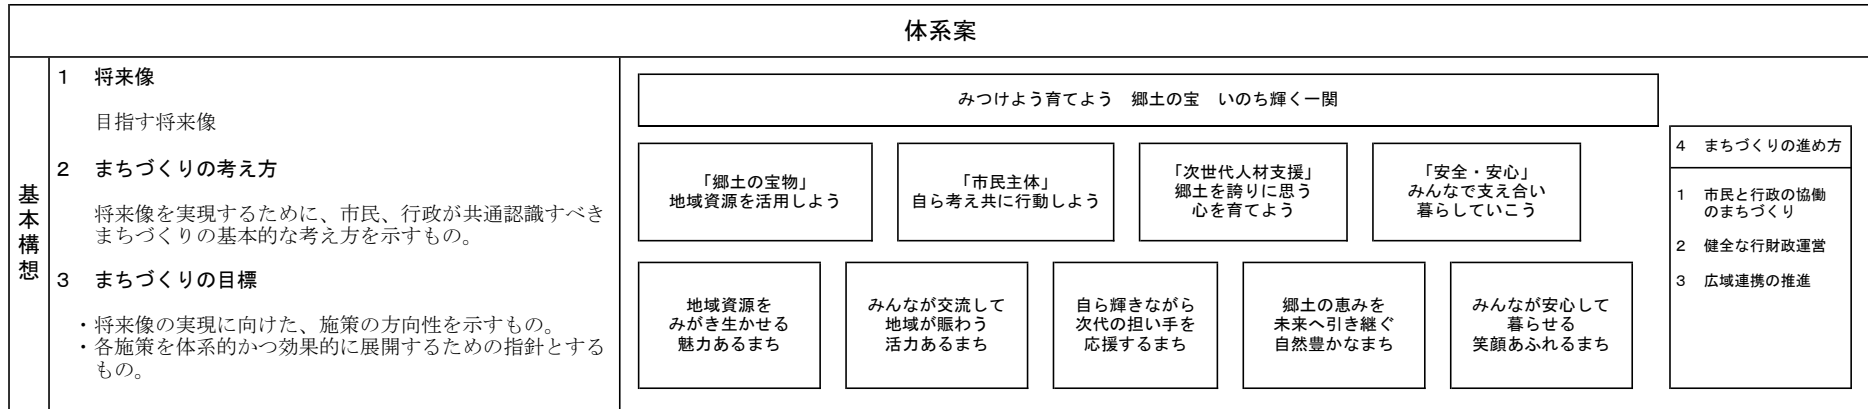 体系案
基本構想
1　将来像
目指す将来像
2　まちづくりの考え方
将来像を実現するために、市民、行政が共通認識すべき
まちづくりの基本的な考え方を示すもの。
3　まちづくりの目標
・将来像の実現に向けた、施策の方向性を示すもの。
・各施策を体系的かつ効果的に展開するための指針とする
もの。
みつけよう育てよう　郷土の宝　いのち輝く一関
「郷土の宝物」
地域資源を活用しよう
「市民主体」
自ら考え共に行動しよう
「次世代人材支援」
郷土を誇りに思う
心を育てよう
「安全・安心」
みんなで支え合い
暮らしていこう
地域資源を
みがき生かせる
魅力あるまち
みんなが交流して
地域が賑わう
活力あるまち
自ら輝きながら
次代の担い手を
応援するまち
郷土の恵みを
未来へ引き継ぐ
自然豊かなまち
みんなが安心して
暮らせる
笑顔あふれるまち
4　まちづくりの進め方
1　市民と行政の協働
のまちづくり
2　健全な行財政運営
3　広域連携の推進